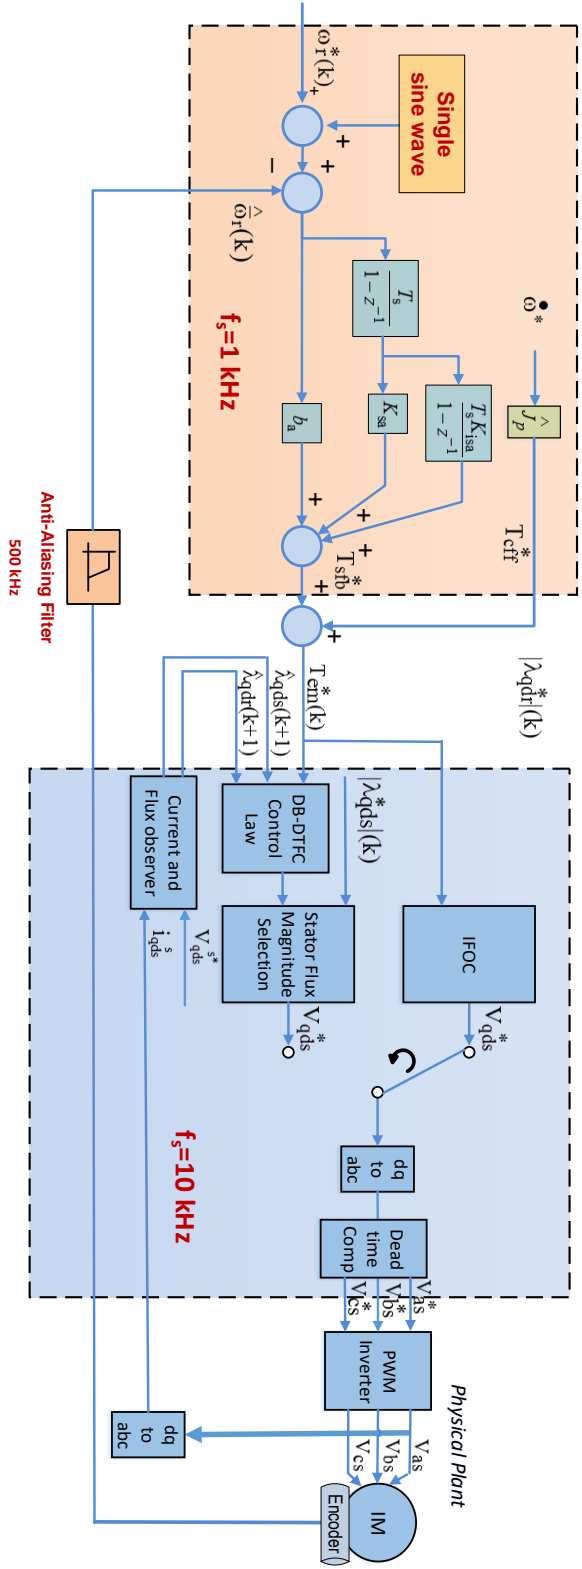 ω*r(k)
+
Single
sine wave
+
+
−
ω̂̅r(k)
fs=1 kHz
Ts
1−z⁻¹
Ksa
TsKisa
1−z⁻¹
ba
ω̇*
Ĵp
T*cff
+
+
+
T*sfb
+
+
Anti-Aliasing Filter
500 kHz
T*em(k)
λ̂qds(k+1)
λ̂qdr(k+1)
|λ*qdr|(k)
|λ*qds|(k)
IFOC
V*qds
DB-DTFC
Control
Law
Stator Flux
Magnitude
Selection
V*qds
Current and
Flux observer
Vqds s*
iqds s
fs=10 kHz
dq
to
abc
Dead
time
Comp
V*as
V*bs
V*cs
PWM
Inverter
Physical Plant
Vas
Vbs
Vcs
dq
to
abc
IM
Encoder